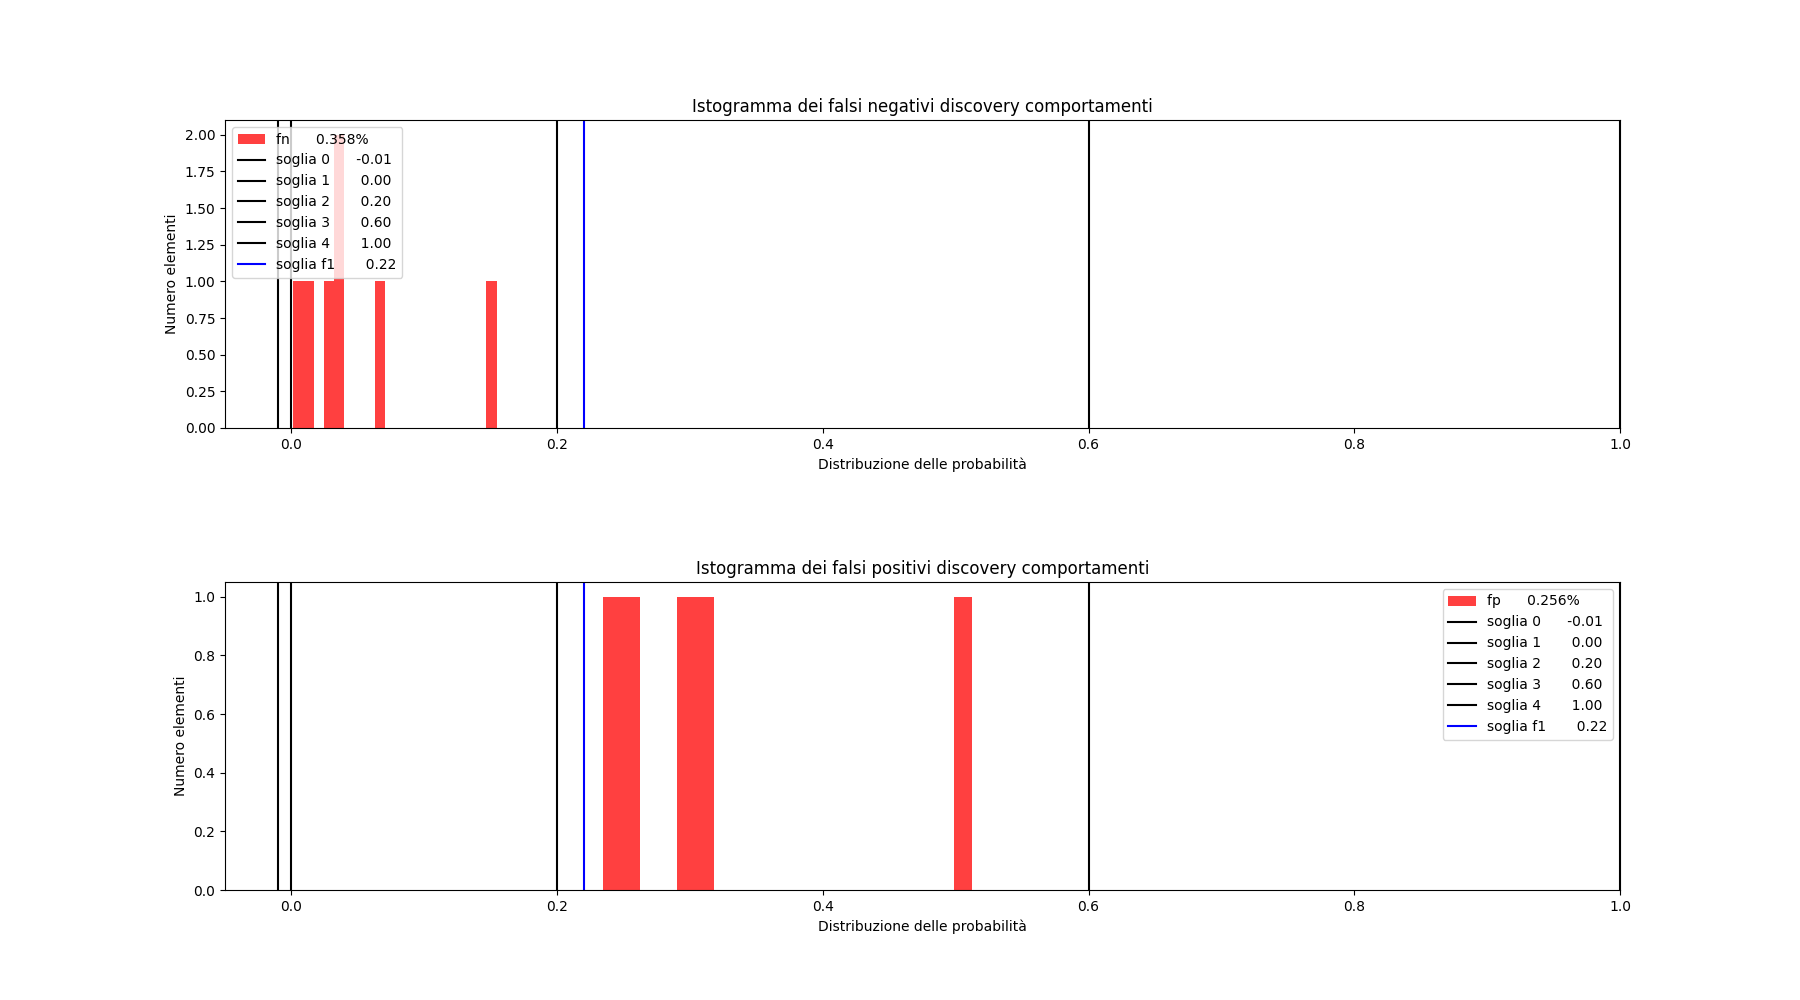 Istogramma dei falsi negativi discovery comportamenti
fn 0.358%
soglia 0 -0.01
soglia 1 0.00
soglia 2 0.20
soglia 3 0.60
soglia 4 1.00
soglia f1 0.22
Numero elementi
2.00
1.75
1.50
1.25
1.00
0.75
0.50
0.25
0.00
0.0 0.2 0.4 0.6 0.8 1.0
Distribuzione delle probabilità
Istogramma dei falsi positivi discovery comportamenti
fp 0.256%
soglia 0 -0.01
soglia 1 0.00
soglia 2 0.20
soglia 3 0.60
soglia 4 1.00
soglia f1 0.22
Numero elementi
1.0
0.8
0.6
0.4
0.2
0.0
0.0 0.2 0.4 0.6 0.8 1.0
Distribuzione delle probabilità